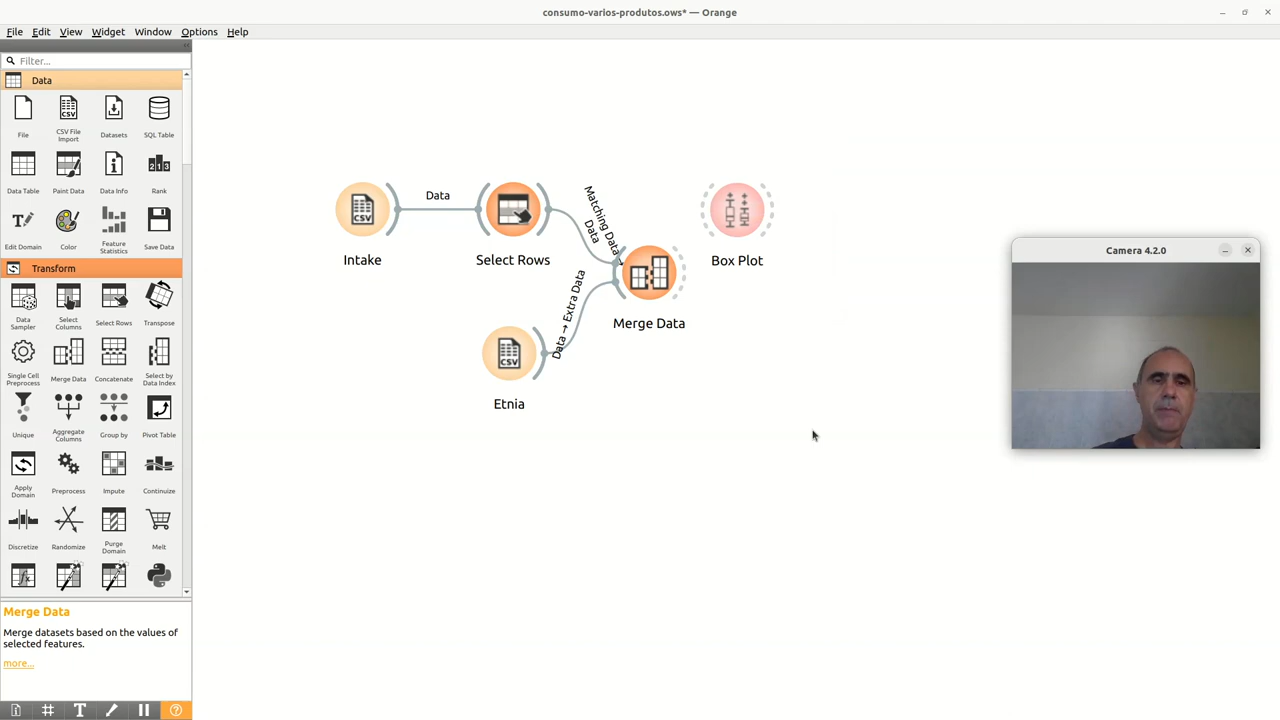 consumo-varios-produtos.ows* — Orange
File Edit View Widget Window Options Help
Filter...
Data
File
CSV File Import
Datasets
SQL Table
Data Table
Paint Data
Data Info
Rank
Edit Domain
Color
Feature Statistics
Save Data
Transform
Data Sampler
Select Columns
Select Rows
Transpose
Single Cell Preprocess
Merge Data
Concatenate
Select by Data Index
Unique
Aggregate Columns
Group by
Pivot Table
Apply Domain
Preprocess
Impute
Continuize
Discretize
Randomize
Purge Domain
Melt
Merge Data
Merge datasets based on the values of
selected features.
more...
Data
Matching Data
Data
Intake
Select Rows
Box Plot
Data → Extra Data
Merge Data
Etnia
Camera 4.2.0